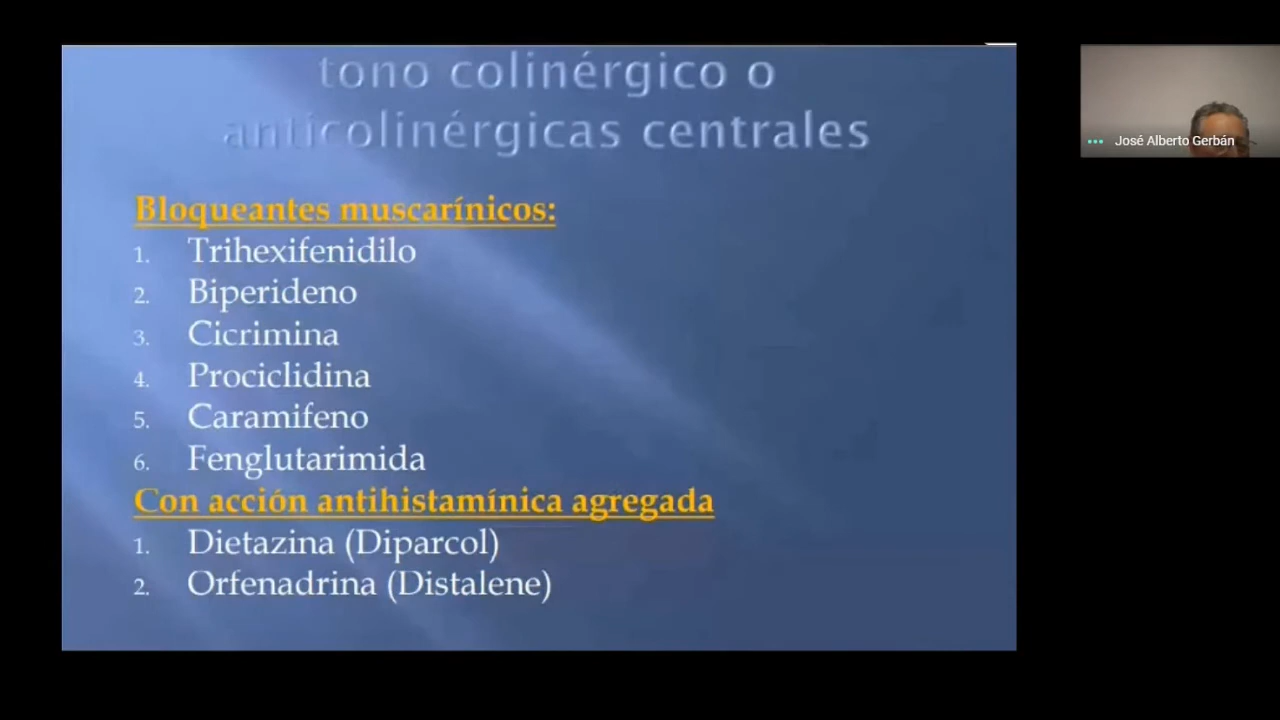 tono colinérgico o
anticolinérgicas centrales
Bloqueantes muscarínicos:
1. Trihexifenidilo
2. Biperideno
3. Cicrimina
4. Prociclidina
5. Caramifeno
6. Fenglutarimida
Con acción antihistamínica agregada
1. Dietazina (Diparcol)
2. Orfenadrina (Distalene)
José Alberto Gerbán